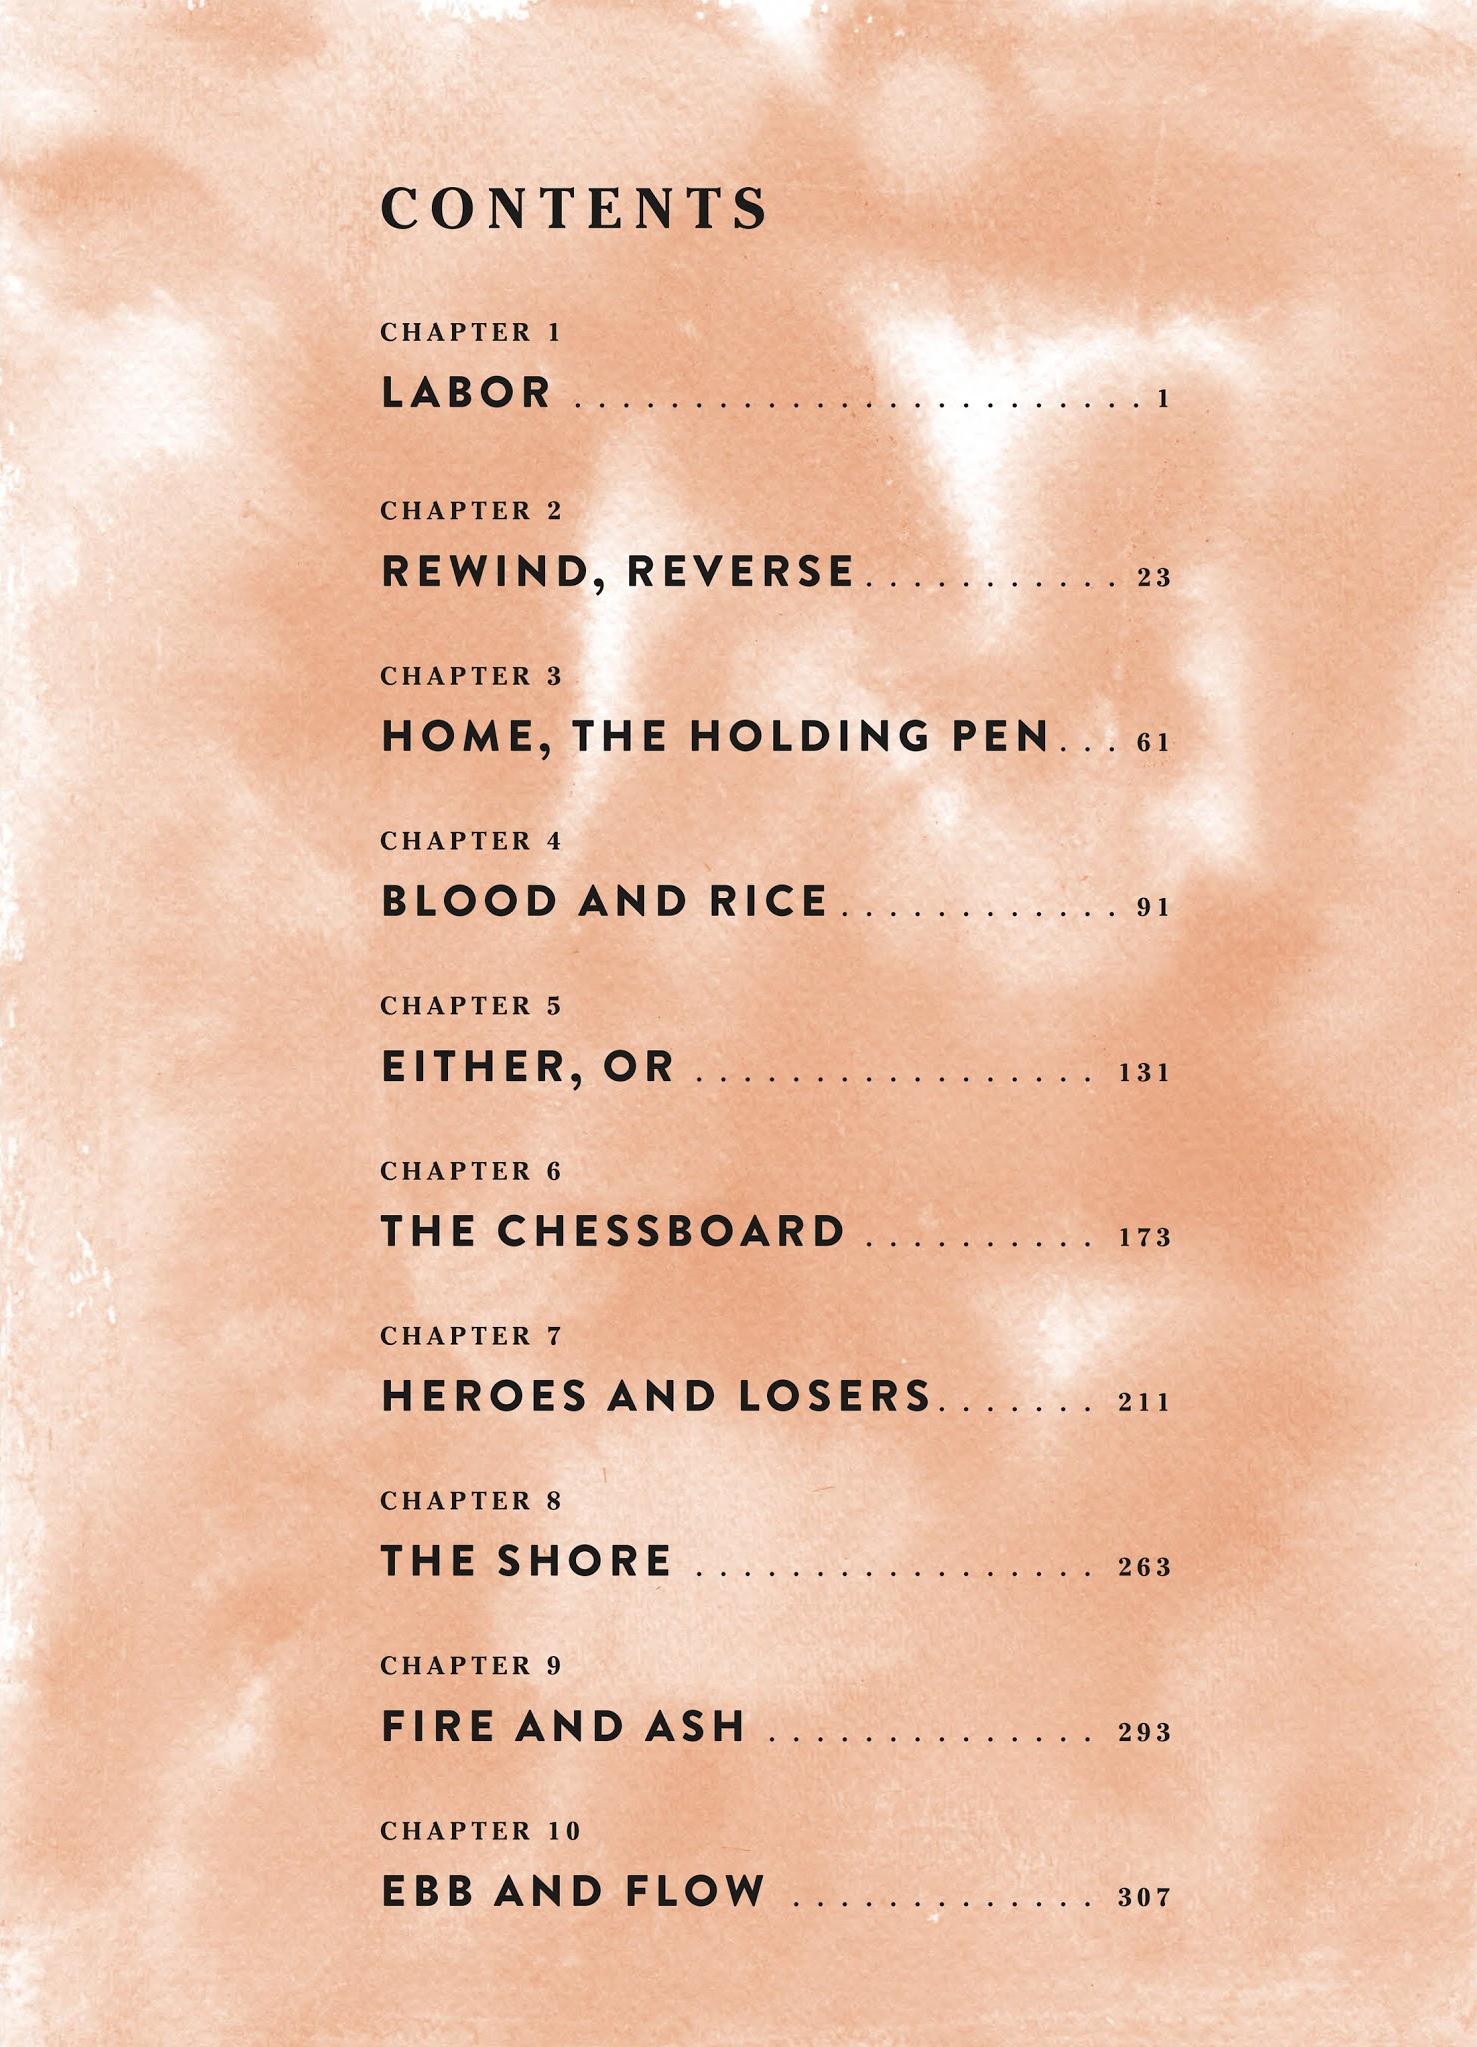 CONTENTS
CHAPTER 1
LABOR . . . . . . . . . . . . . . . . . . . . . . . . 1
CHAPTER 2
REWIND, REVERSE . . . . . . . . . . . 23
CHAPTER 3
HOME, THE HOLDING PEN . . . 61
CHAPTER 4
BLOOD AND RICE . . . . . . . . . . . . 91
CHAPTER 5
EITHER, OR . . . . . . . . . . . . . . . . . 131
CHAPTER 6
THE CHESSBOARD . . . . . . . . . . 173
CHAPTER 7
HEROES AND LOSERS . . . . . . . 211
CHAPTER 8
THE SHORE . . . . . . . . . . . . . . . . . 263
CHAPTER 9
FIRE AND ASH . . . . . . . . . . . . . . 293
CHAPTER 10
EBB AND FLOW . . . . . . . . . . . . . 307